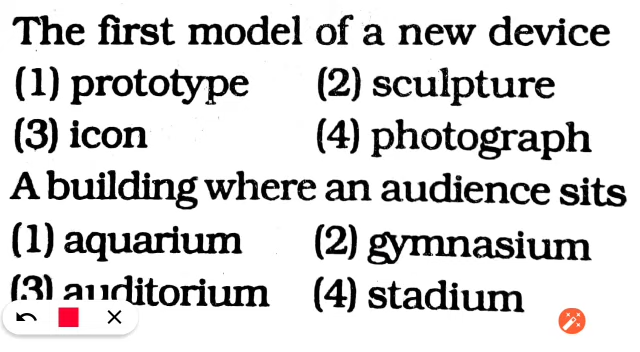 The first model of a new device
(1) prototype (2) sculpture
(3) icon (4) photograph
A building where an audience sits
(1) aquarium (2) gymnasium
(3) auditorium (4) stadium